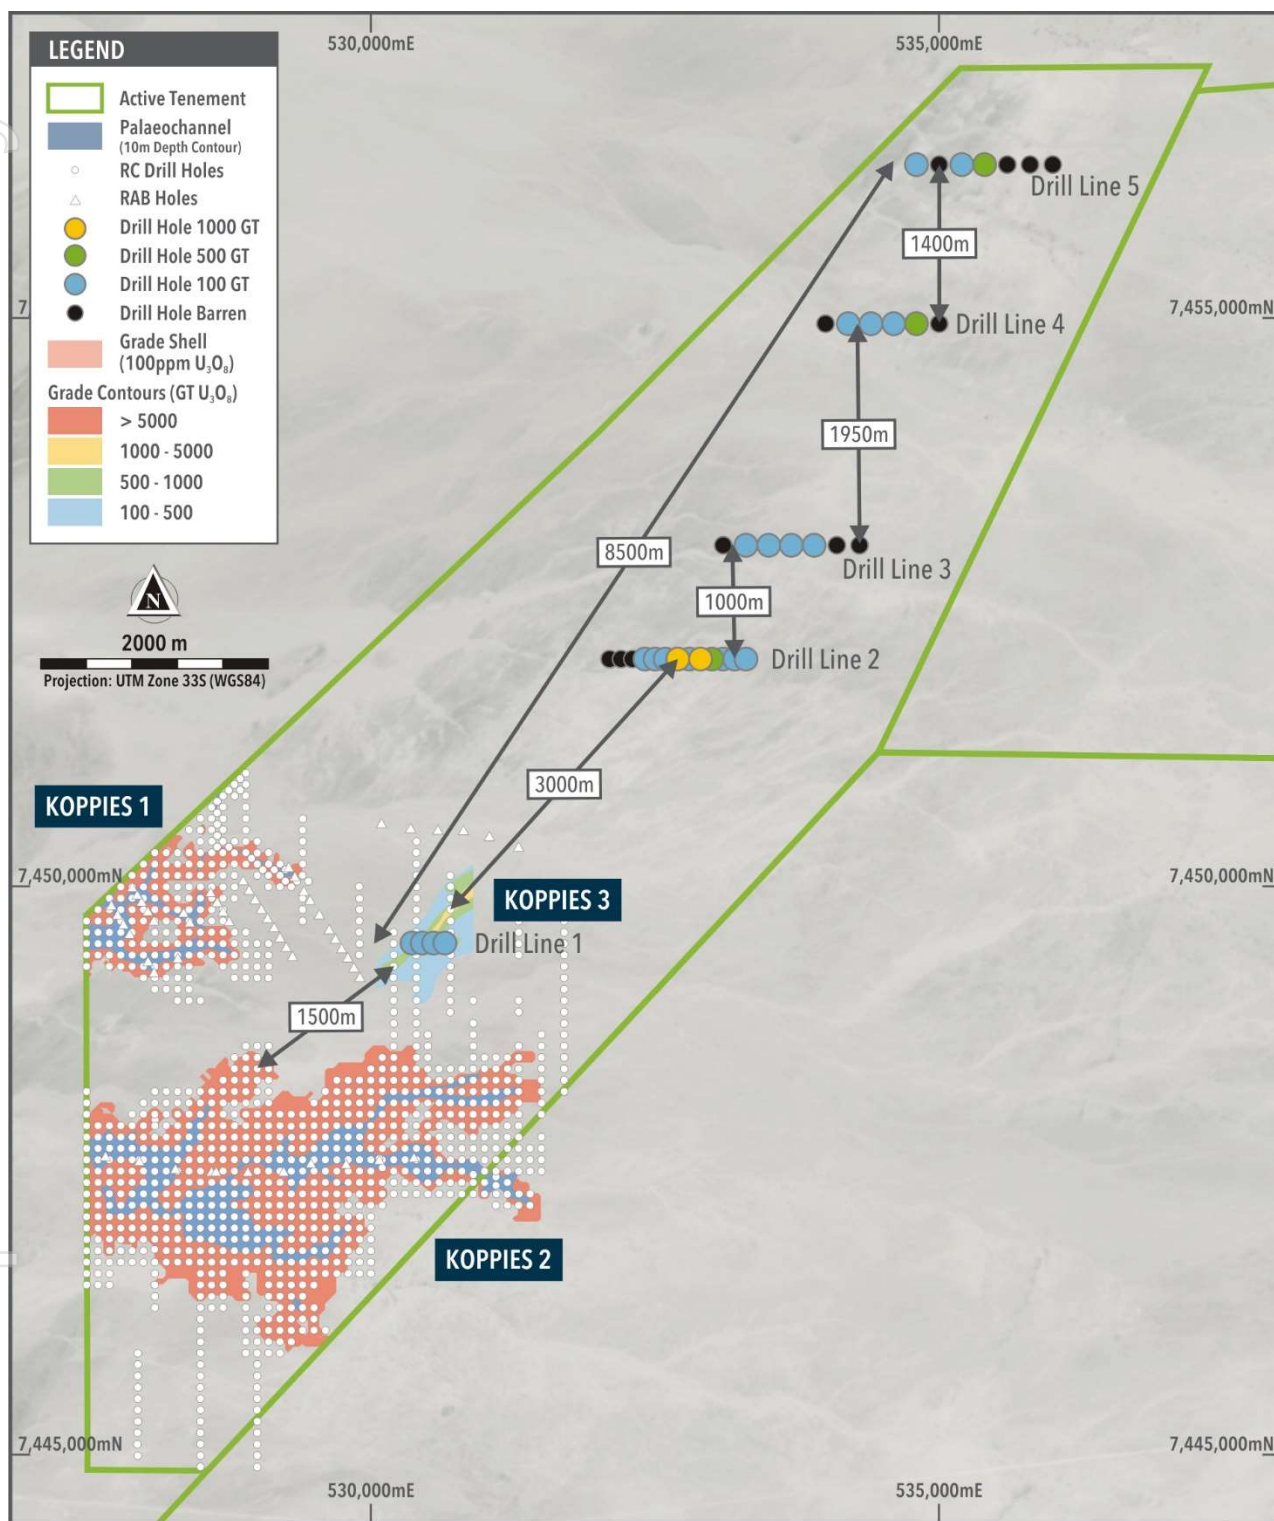 530,000mE
535,000mE
LEGEND
Active Tenement
Palaeochannel
(10m Depth Contour)
RC Drill Holes
RAB Holes
Drill Hole 1000 GT
Drill Hole 500 GT
Drill Hole 100 GT
Drill Hole Barren
Grade Shell
(100ppm U₃O₈)
Grade Contours (GT U₃O₈)
> 5000
1000 - 5000
500 - 1000
100 - 500
N
2000 m
Projection: UTM Zone 33S (WGS84)
Drill Line 5
1400m
7
7,455,000mN
Drill Line 4
1950m
8500m
Drill Line 3
1000m
Drill Line 2
3000m
KOPPIES 1
7,450,000mN
7,450,000mN
KOPPIES 3
Drill Line 1
1500m
KOPPIES 2
7,445,000mN
7,445,000mN
530,000mE
535,000mE